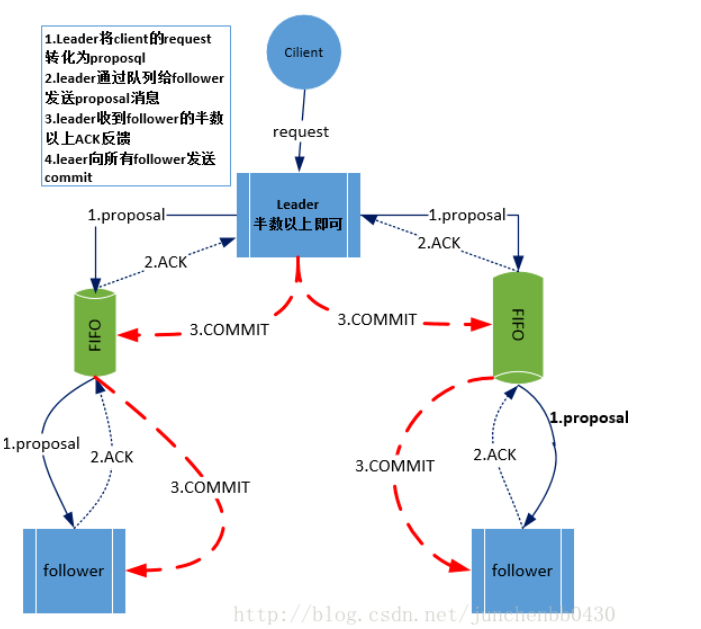 1.Leader将client的request
转化为proposql
2.leader通过队列给follower
发送proposal消息
3.leader收到follower的半数
以上ACK反馈
4.leaer向所有follower发送
commit
Cilient
request
Leader
半数以上即可
1.proposal
1.proposal
2.ACK
2.ACK
FIFO
FIFO
3.COMMIT
3.COMMIT
1.proposal
2.ACK
3.COMMIT
1.proposal
2.ACK
3.COMMIT
follower
follower
http://blog.csdn.net/junchenbb0430